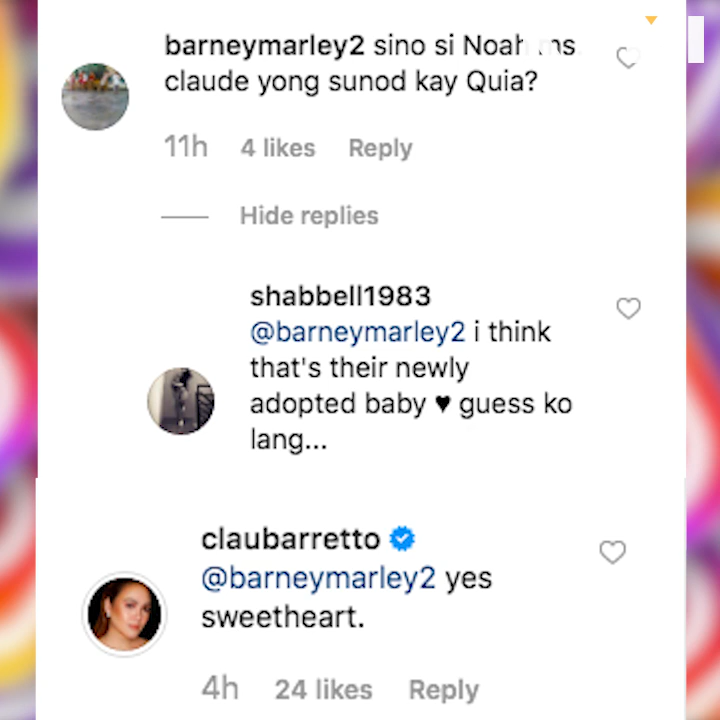 barneymarley2 sino si Noah ms.
claude yong sunod kay Quia?
11h 4 likes Reply
Hide replies
shabbell1983
@barneymarley2 i think
that's their newly
adopted baby ♥ guess ko
lang...
claubarretto
@barneymarley2 yes
sweetheart.
4h 24 likes Reply